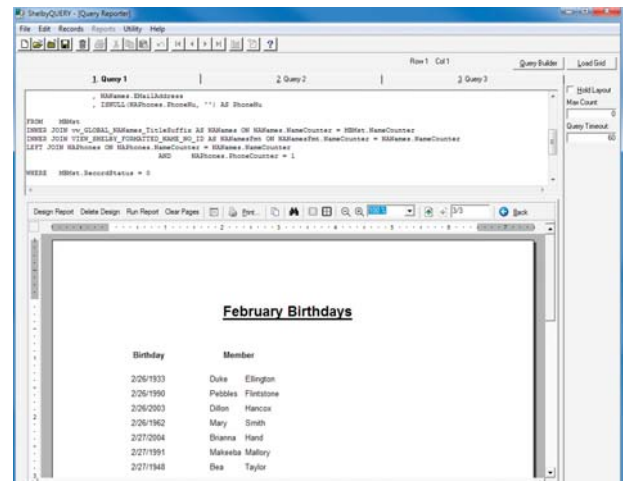 ShelbyQUERY - [Query Reporter]
File Edit Records Reports Utility Help
Row 1 Col 1
Query Builder
Load Grid
1. Query 1
2. Query 2
3. Query 3
Hold Layout
Max Count:
0
Query Timeout:
60
, NANames.EMailAddress
, ISNULL(NAPhones.PhoneNu, '') AS PhoneNu
FROM MBMst
INNER JOIN vw_GLOBAL_NANames_TitleSuffix AS NANames ON NANames.NameCounter = MBMst.NameCounter
INNER JOIN VIEW_SHELBY_FORMATTED_NAME_NO_ID AS NANamesFmt ON NANamesFmt.NameCounter = NANames.NameCounter
LEFT JOIN NAPhones ON NAPhones.NameCounter = NANames.NameCounter
AND NAPhones.PhoneCounter = 1
WHERE MBMst.RecordStatus = 0
Design Report Delete Design Run Report Clear Pages Print... 100 % 3/3 Back
February Birthdays
Birthday Member
2/26/1933 Duke Ellington
2/26/1990 Pebbles Flintstone
2/26/2003 Dillon Hancox
2/26/1962 Mary Smith
2/27/2004 Brianna Hand
2/27/1991 Makeeba Mallory
2/27/1948 Bea Taylor